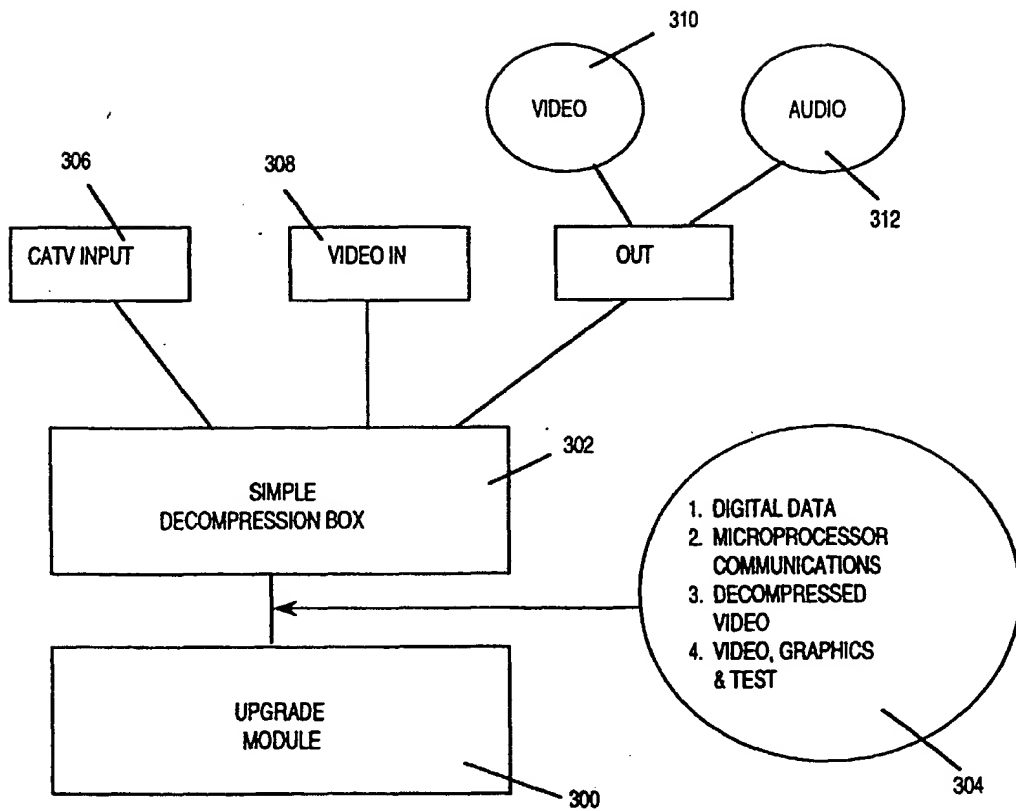 310
VIDEO
AUDIO
306
308
312
CATV INPUT
VIDEO IN
OUT
302
SIMPLE
DECOMPRESSION BOX
1. DIGITAL DATA
2. MICROPROCESSOR
COMMUNICATIONS
3. DECOMPRESSED
VIDEO
4. VIDEO, GRAPHICS
& TEST
UPGRADE
MODULE
304
300